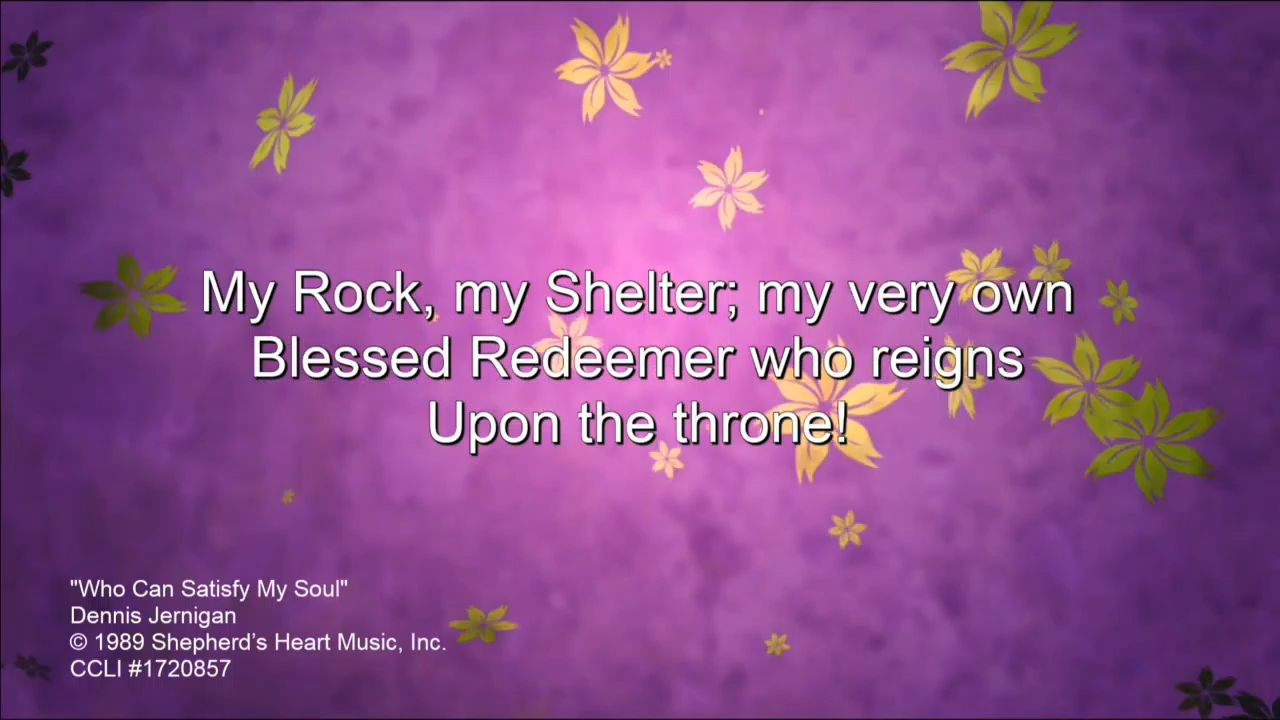 My Rock, my Shelter; my very own
Blessed Redeemer who reigns
Upon the throne!
"Who Can Satisfy My Soul"
Dennis Jernigan
© 1989 Shepherd’s Heart Music, Inc.
CCLI #1720857